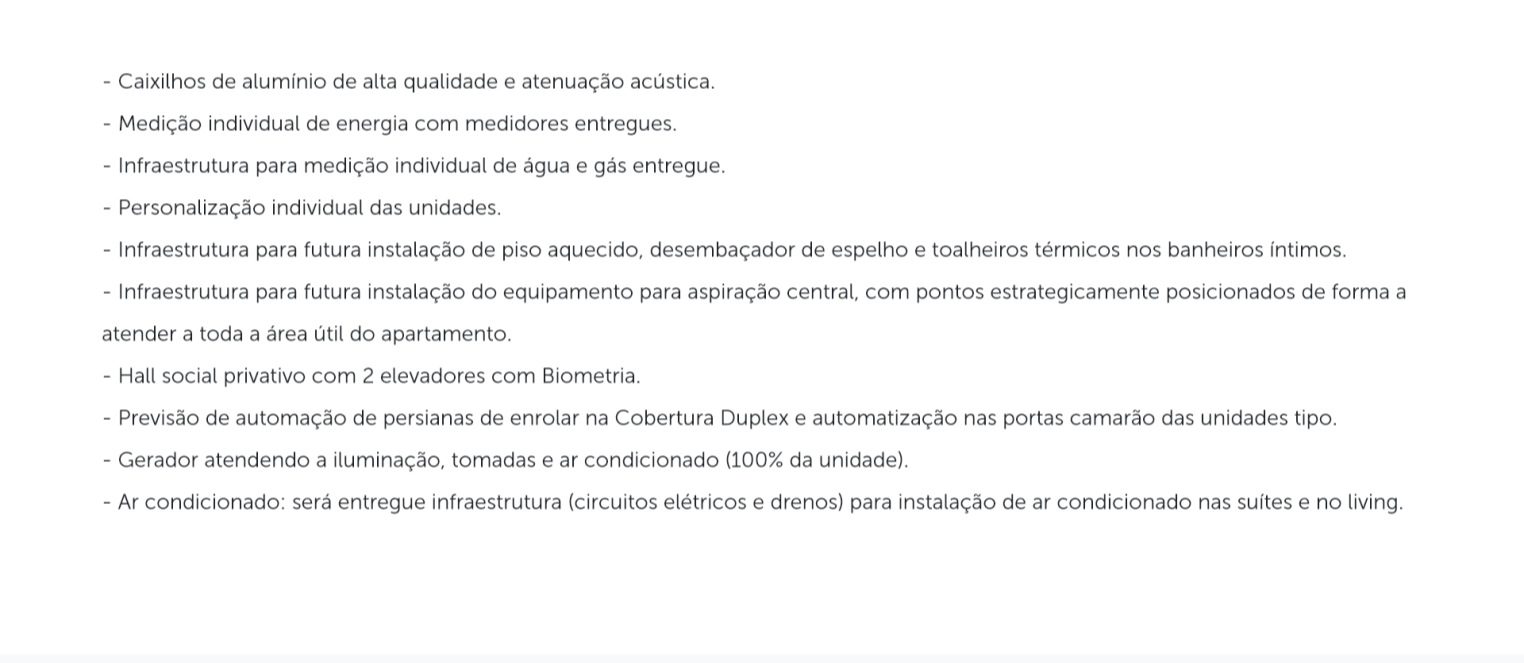 - Caixilhos de alumínio de alta qualidade e atenuação acústica.
- Medição individual de energia com medidores entregues.
- Infraestrutura para medição individual de água e gás entregue.
- Personalização individual das unidades.
- Infraestrutura para futura instalação de piso aquecido, desembaçador de espelho e toalheiros térmicos nos banheiros íntimos.
- Infraestrutura para futura instalação do equipamento para aspiração central, com pontos estrategicamente posicionados de forma a
atender a toda a área útil do apartamento.
- Hall social privativo com 2 elevadores com Biometria.
- Previsão de automação de persianas de enrolar na Cobertura Duplex e automatização nas portas camarão das unidades tipo.
- Gerador atendendo a iluminação, tomadas e ar condicionado (100% da unidade).
- Ar condicionado: será entregue infraestrutura (circuitos elétricos e drenos) para instalação de ar condicionado nas suítes e no living.